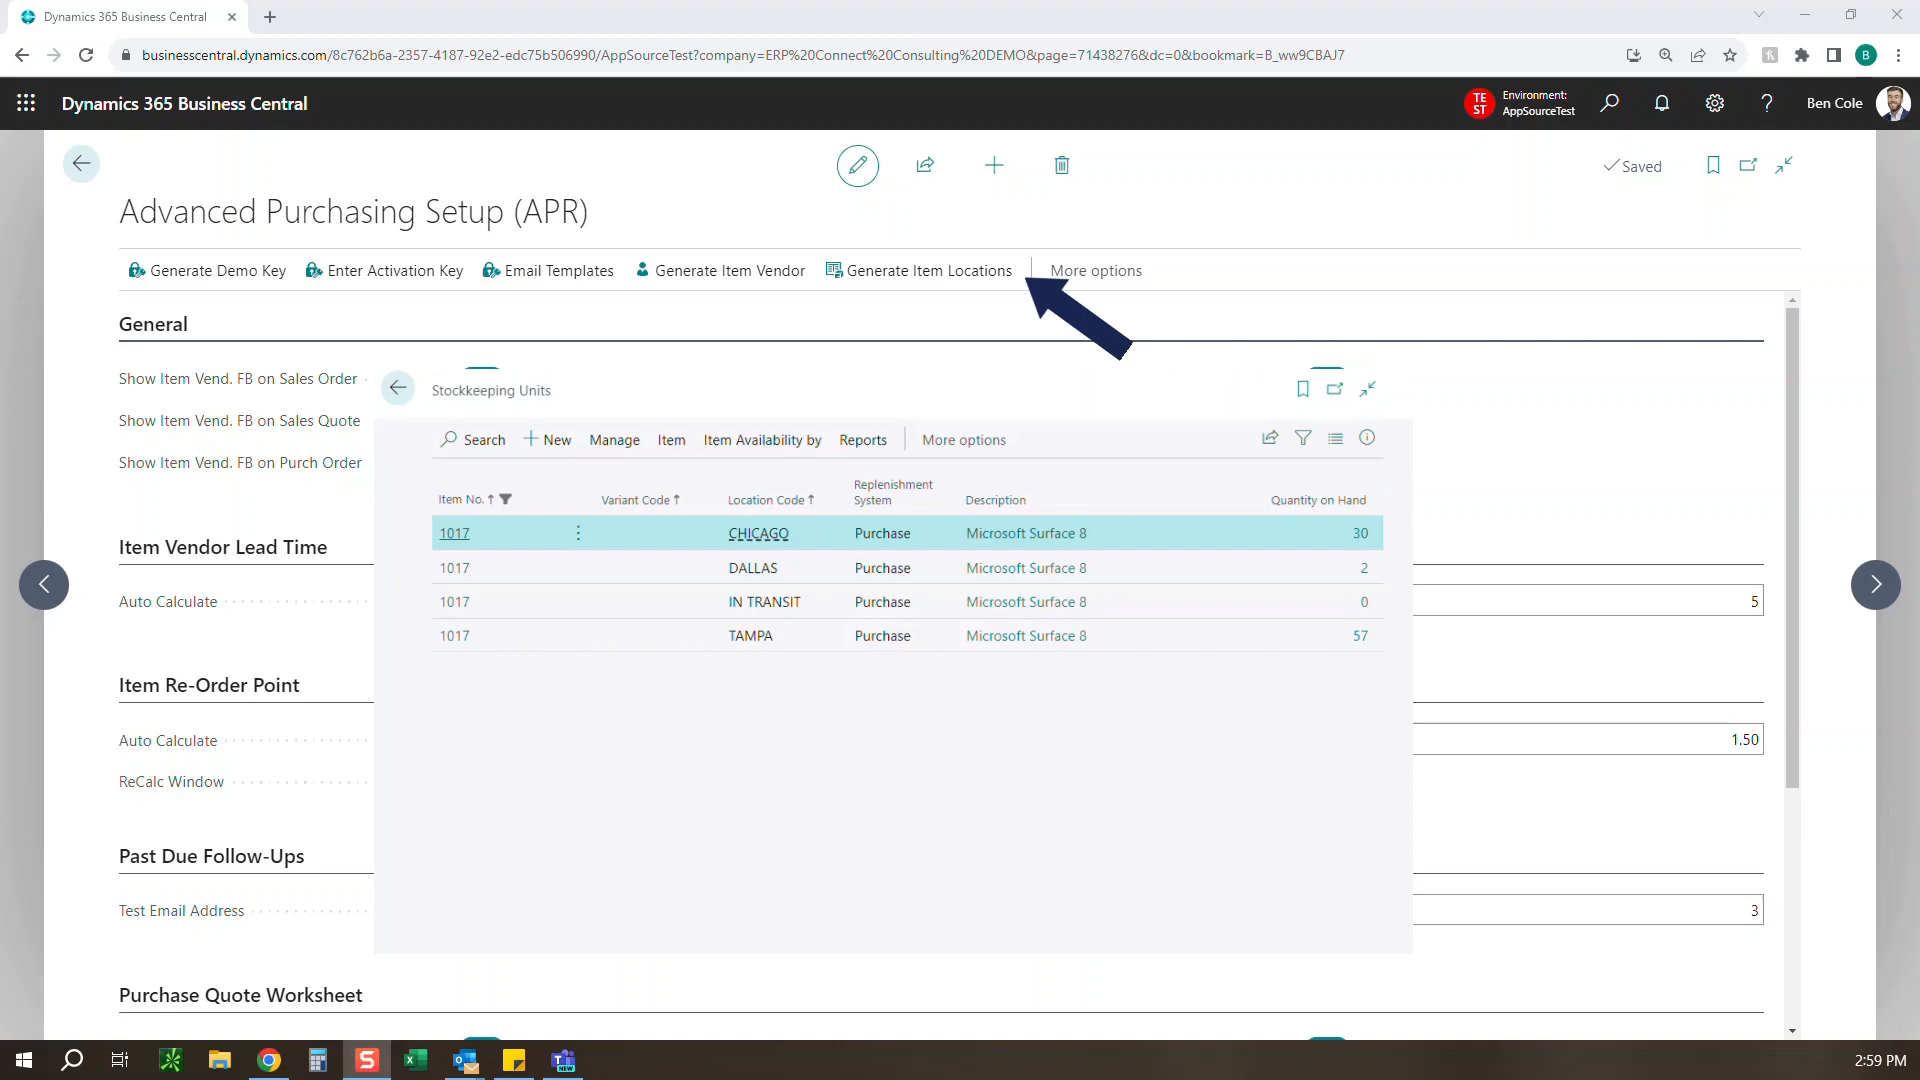 Dynamics 365 Business Central
businesscentral.dynamics.com/8c762b6a-2357-4187-92e2-edc75b506990/AppSourceTest?company=ERP%20Connect%20Consulting%20DEMO&page=71438276&dc=0&bookmark=B_ww9CBAJ7
B
Dynamics 365 Business Central
TE
ST
Environment:
AppSourceTest
Ben Cole
Saved
Advanced Purchasing Setup (APR)
Generate Demo Key
Enter Activation Key
Email Templates
Generate Item Vendor
Generate Item Locations
More options
General
Show Item Vend. FB on Sales Order
Show Item Vend. FB on Sales Quote
Show Item Vend. FB on Purch Order
Stockkeeping Units
Search
New
Manage
Item
Item Availability by
Reports
More options
Item No.
Variant Code
Location Code
Replenishment
System
Description
Quantity on Hand
1017 CHICAGO Purchase Microsoft Surface 8 30
1017 DALLAS Purchase Microsoft Surface 8 2
1017 IN TRANSIT Purchase Microsoft Surface 8 0
1017 TAMPA Purchase Microsoft Surface 8 57
Item Vendor Lead Time
Auto Calculate
5
Item Re-Order Point
Auto Calculate
1.50
ReCalc Window
Past Due Follow-Ups
Test Email Address
3
Purchase Quote Worksheet
2:59 PM